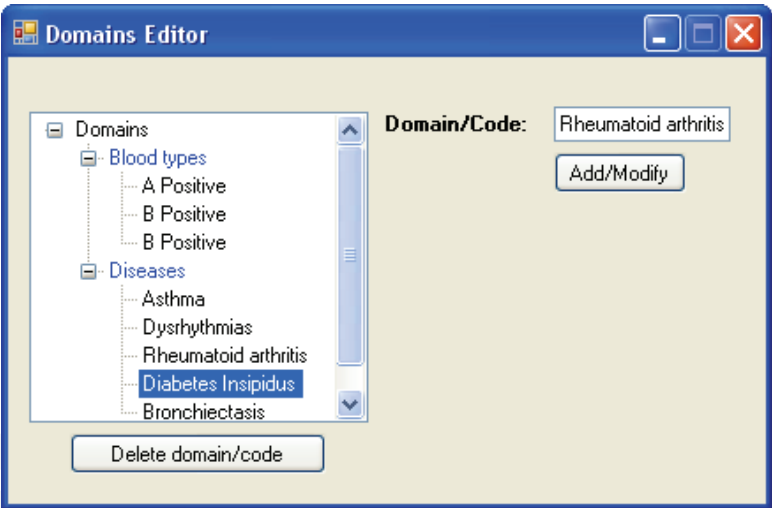 Domains Editor
Domains
Blood types
A Positive
B Positive
B Positive
Diseases
Asthma
Dysrhythmias
Rheumatoid arthritis
Diabetes Insipidus
Bronchiectasis
Delete domain/code
Domain/Code: Rheumatoid arthritis
Add/Modify